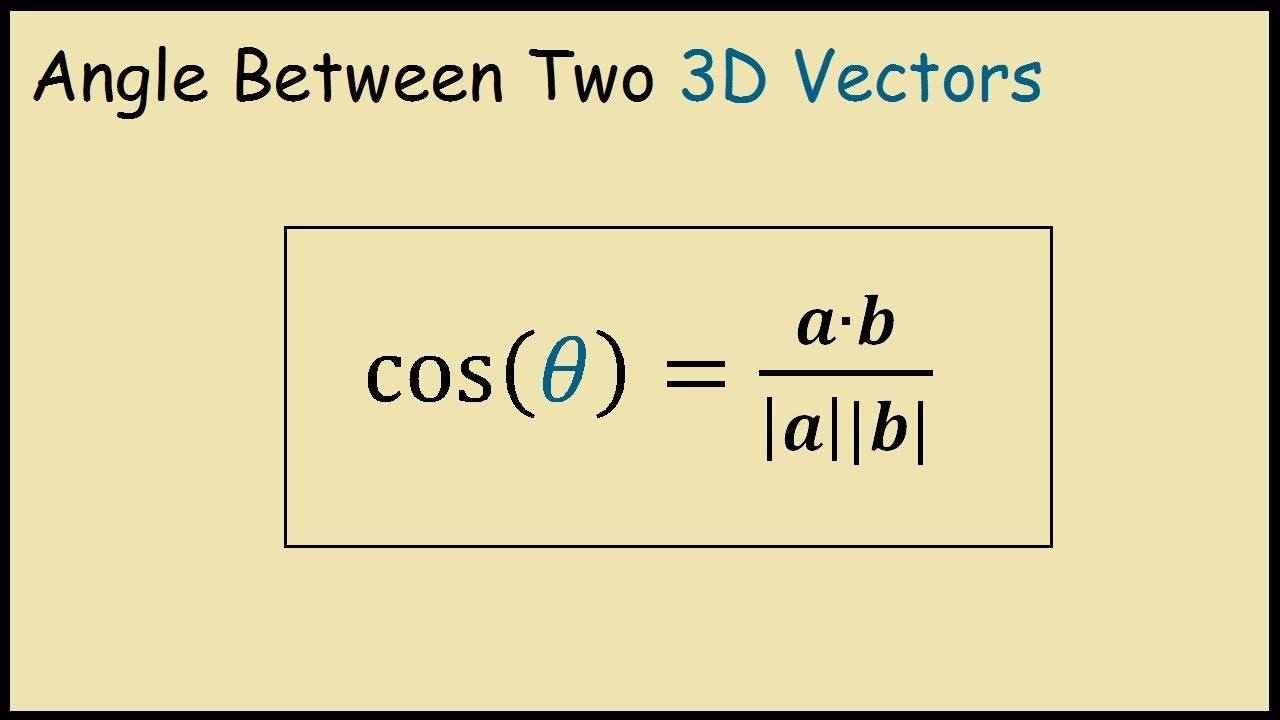 Angle Between Two 3D Vectors
cos(θ) = a·b / |a||b|